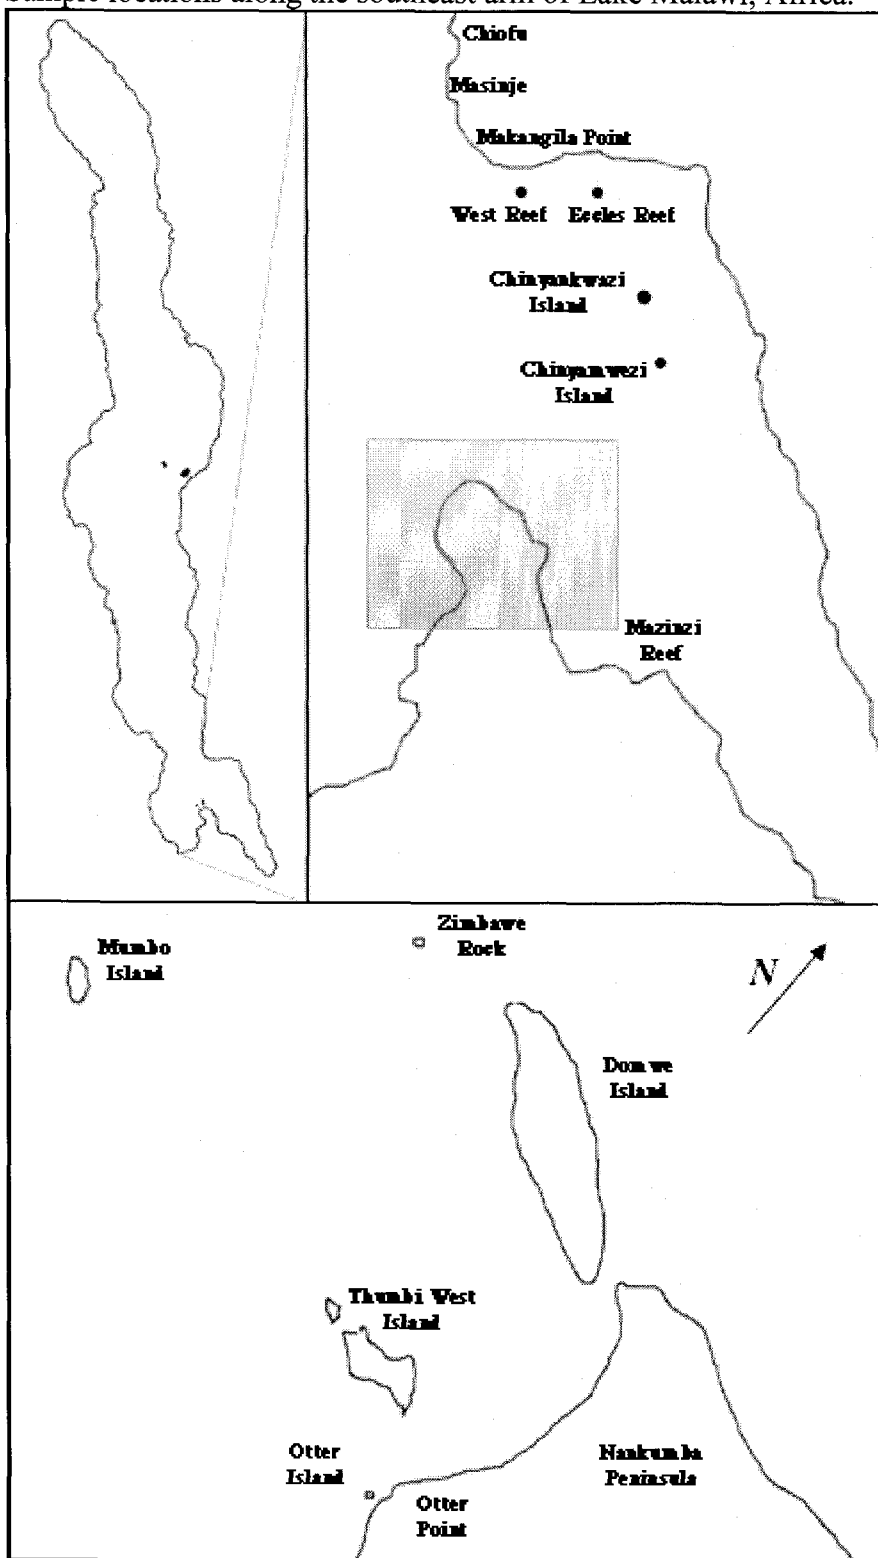 Sample locations along the southeast arm of Lake Malawi, Africa.
Chiofu
Masinje
Makangila Point
West Reef
Eccles Reef
Chinyankwazi
Island
Chinyamwezi
Island
Mazinzi
Reef
Mumbo
Island
Zimbawe
Rock
N
Domwe
Island
Thumbi West
Island
Otter
Island
Otter
Point
Nankumba
Peninsula